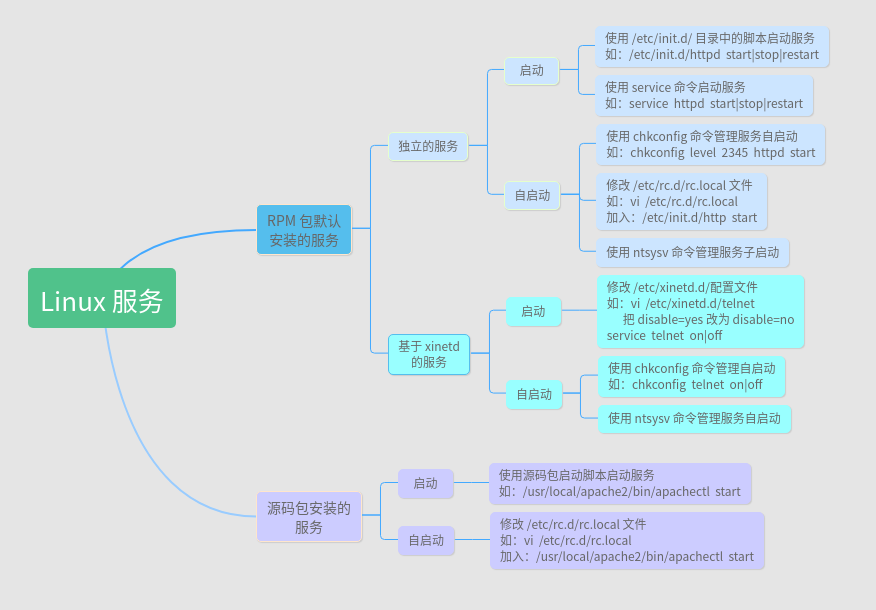 Linux 服务
RPM 包默认
安装的服务
独立的服务
启动
使用 /etc/init.d/ 目录中的脚本启动服务
如：/etc/init.d/httpd start|stop|restart
使用 service 命令启动服务
如：service httpd start|stop|restart
自启动
使用 chkconfig 命令管理服务自启动
如：chkconfig level 2345 httpd start
修改 /etc/rc.d/rc.local 文件
如：vi /etc/rc.d/rc.local
加入：/etc/init.d/http start
使用 ntsysv 命令管理服务子启动
基于 xinetd
的服务
启动
修改 /etc/xinetd.d/配置文件
如：vi /etc/xinetd.d/telnet
把 disable=yes 改为 disable=no
service telnet on|off
自启动
使用 chkconfig 命令管理自启动
如：chkconfig telnet on|off
使用 ntsysv 命令管理服务自启动
源码包安装的
服务
启动
使用源码包启动脚本启动服务
如：/usr/local/apache2/bin/apachectl start
自启动
修改 /etc/rc.d/rc.local 文件
如：vi /etc/rc.d/rc.local
加入：/usr/local/apache2/bin/apachectl start